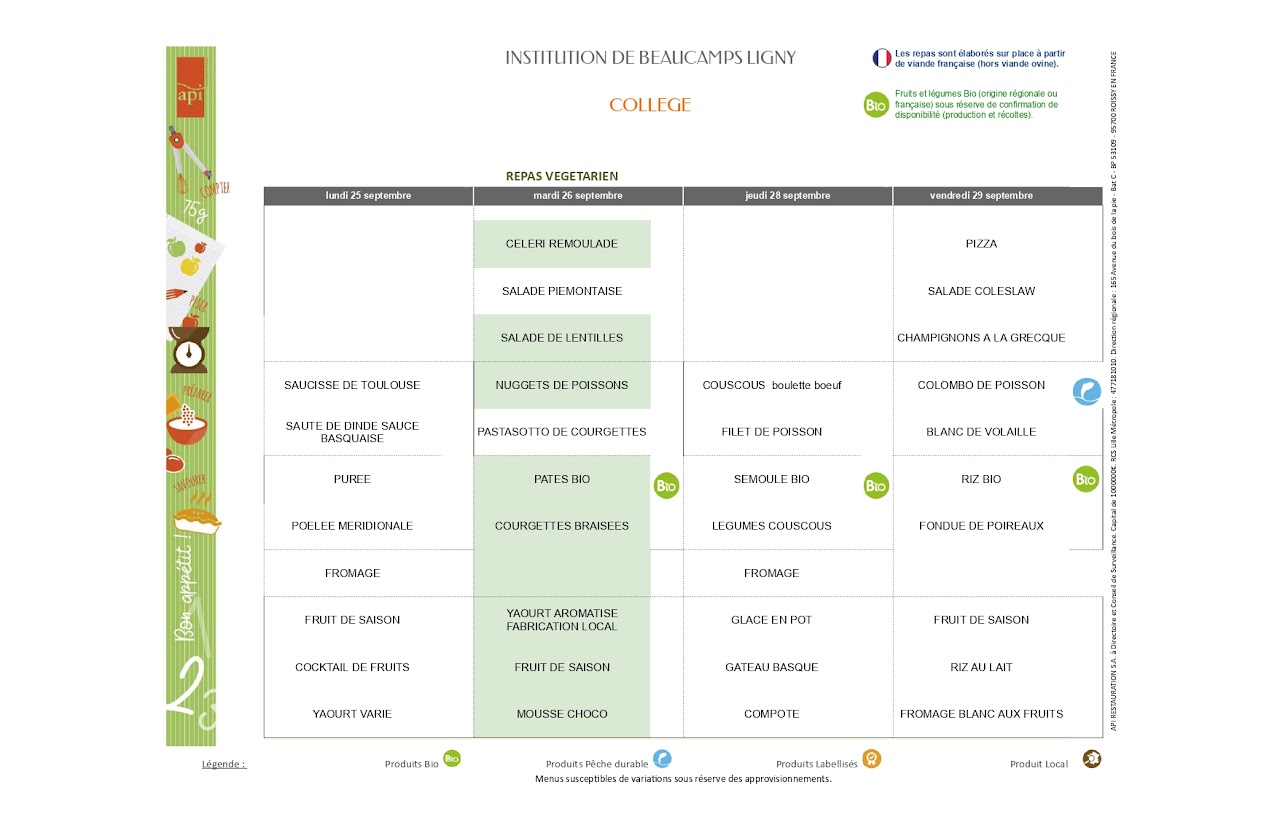 INSTITUTION DE BEAUCAMPS LIGNY
COLLEGE
Les repas sont élaborés sur place à partir
de viande française (hors viande ovine).
Bio
Fruits et légumes Bio (origine régionale ou
française) sous réserve de confirmation de
disponibilité (production et récoltes).
api
COMPTER
75g
PESER
PRÉPARER
SAVOURER
Bon appétit !
2
3
REPAS VEGETARIEN
lundi 25 septembre
mardi 26 septembre
jeudi 28 septembre
vendredi 29 septembre
CELERI REMOULADE
PIZZA
SALADE PIEMONTAISE
SALADE COLESLAW
SALADE DE LENTILLES
CHAMPIGNONS A LA GRECQUE
SAUCISSE DE TOULOUSE
NUGGETS DE POISSONS
COUSCOUS boulette boeuf
COLOMBO DE POISSON
SAUTE DE DINDE SAUCE
BASQUAISE
PASTASOTTO DE COURGETTES
FILET DE POISSON
BLANC DE VOLAILLE
PUREE
PATES BIO
Bio
SEMOULE BIO
Bio
RIZ BIO
Bio
POELEE MERIDIONALE
COURGETTES BRAISEES
LEGUMES COUSCOUS
FONDUE DE POIREAUX
FROMAGE
FROMAGE
FRUIT DE SAISON
YAOURT AROMATISE
FABRICATION LOCAL
GLACE EN POT
FRUIT DE SAISON
COCKTAIL DE FRUITS
FRUIT DE SAISON
GATEAU BASQUE
RIZ AU LAIT
YAOURT VARIE
MOUSSE CHOCO
COMPOTE
FROMAGE BLANC AUX FRUITS
API RESTAURATION S.A. à Directoire et Conseil de Surveillance. Capital de 1000000€. RCS Lille Métropole : 477181010. Direction régionale : 165 Avenue du bois de la pie - Bat C - BP 53109 - 95700 ROISSY EN FRANCE
Légende :
Produits Bio
Bio
Produits Pêche durable
Produits Labellisés
Produit Local
Menus susceptibles de variations sous réserve des approvisionnements.